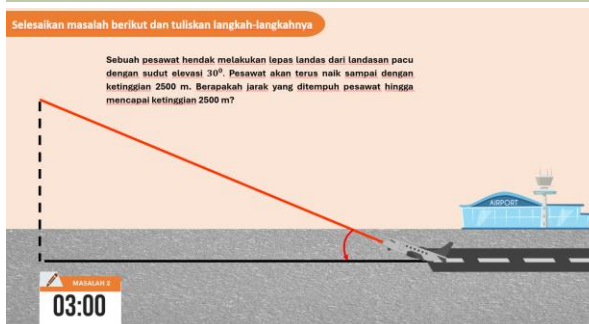 Selesaikan masalah berikut dan tuliskan langkah-langkahnya
Sebuah pesawat hendak melakukan lepas landas dari landasan pacu
dengan sudut elevasi 30⁰. Pesawat akan terus naik sampai dengan
ketinggian 2500 m. Berapakah jarak yang ditempuh pesawat hingga
mencapai ketinggian 2500 m?
AIRPORT
MASALAH 2
03:00